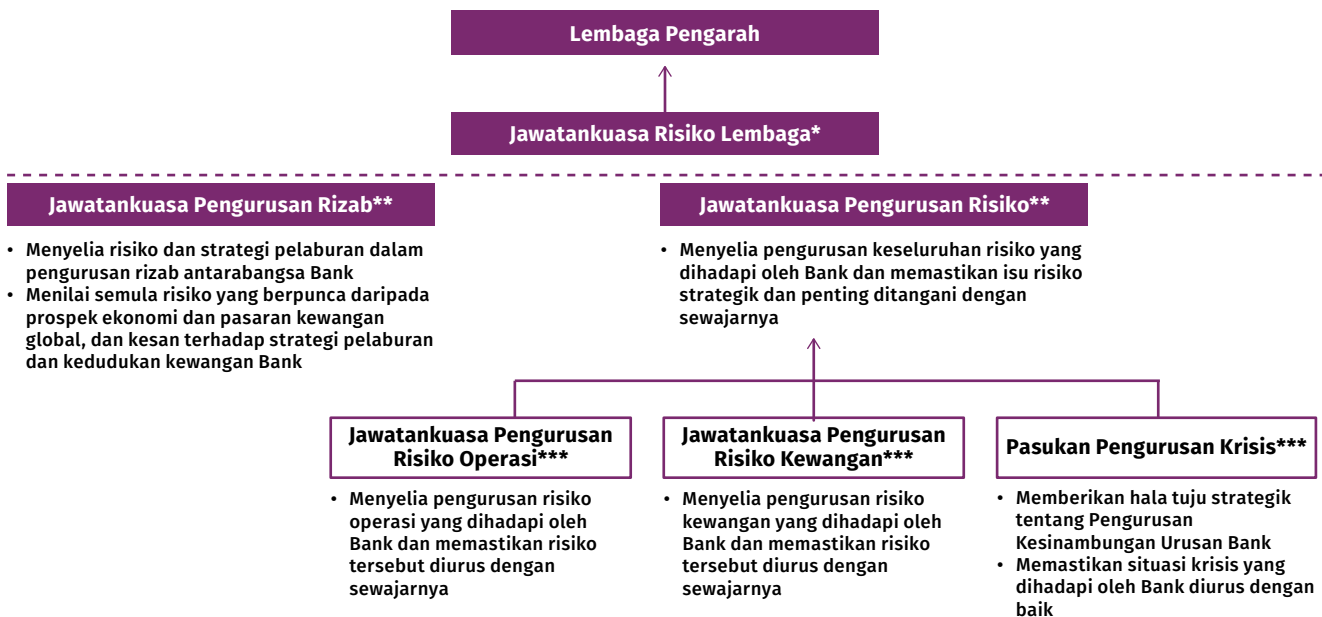 Lembaga Pengarah
Jawatankuasa Risiko Lembaga*
Jawatankuasa Pengurusan Rizab**
• Menyelia risiko dan strategi pelaburan dalam
pengurusan rizab antarabangsa Bank
• Menilai semula risiko yang berpunca daripada
prospek ekonomi dan pasaran kewangan
global, dan kesan terhadap strategi pelaburan
dan kedudukan kewangan Bank
Jawatankuasa Pengurusan Risiko**
• Menyelia pengurusan keseluruhan risiko yang
dihadapi oleh Bank dan memastikan isu risiko
strategik dan penting ditangani dengan
sewajarnya
Jawatankuasa Pengurusan
Risiko Operasi***
• Menyelia pengurusan risiko
operasi yang dihadapi oleh
Bank dan memastikan risiko
tersebut diurus dengan
sewajarnya
Jawatankuasa Pengurusan
Risiko Kewangan***
• Menyelia pengurusan risiko
kewangan yang dihadapi oleh
Bank dan memastikan risiko
tersebut diurus dengan
sewajarnya
Pasukan Pengurusan Krisis***
• Memberikan hala tuju strategik
tentang Pengurusan
Kesinambungan Urusan Bank
• Memastikan situasi krisis yang
dihadapi oleh Bank diurus dengan
baik